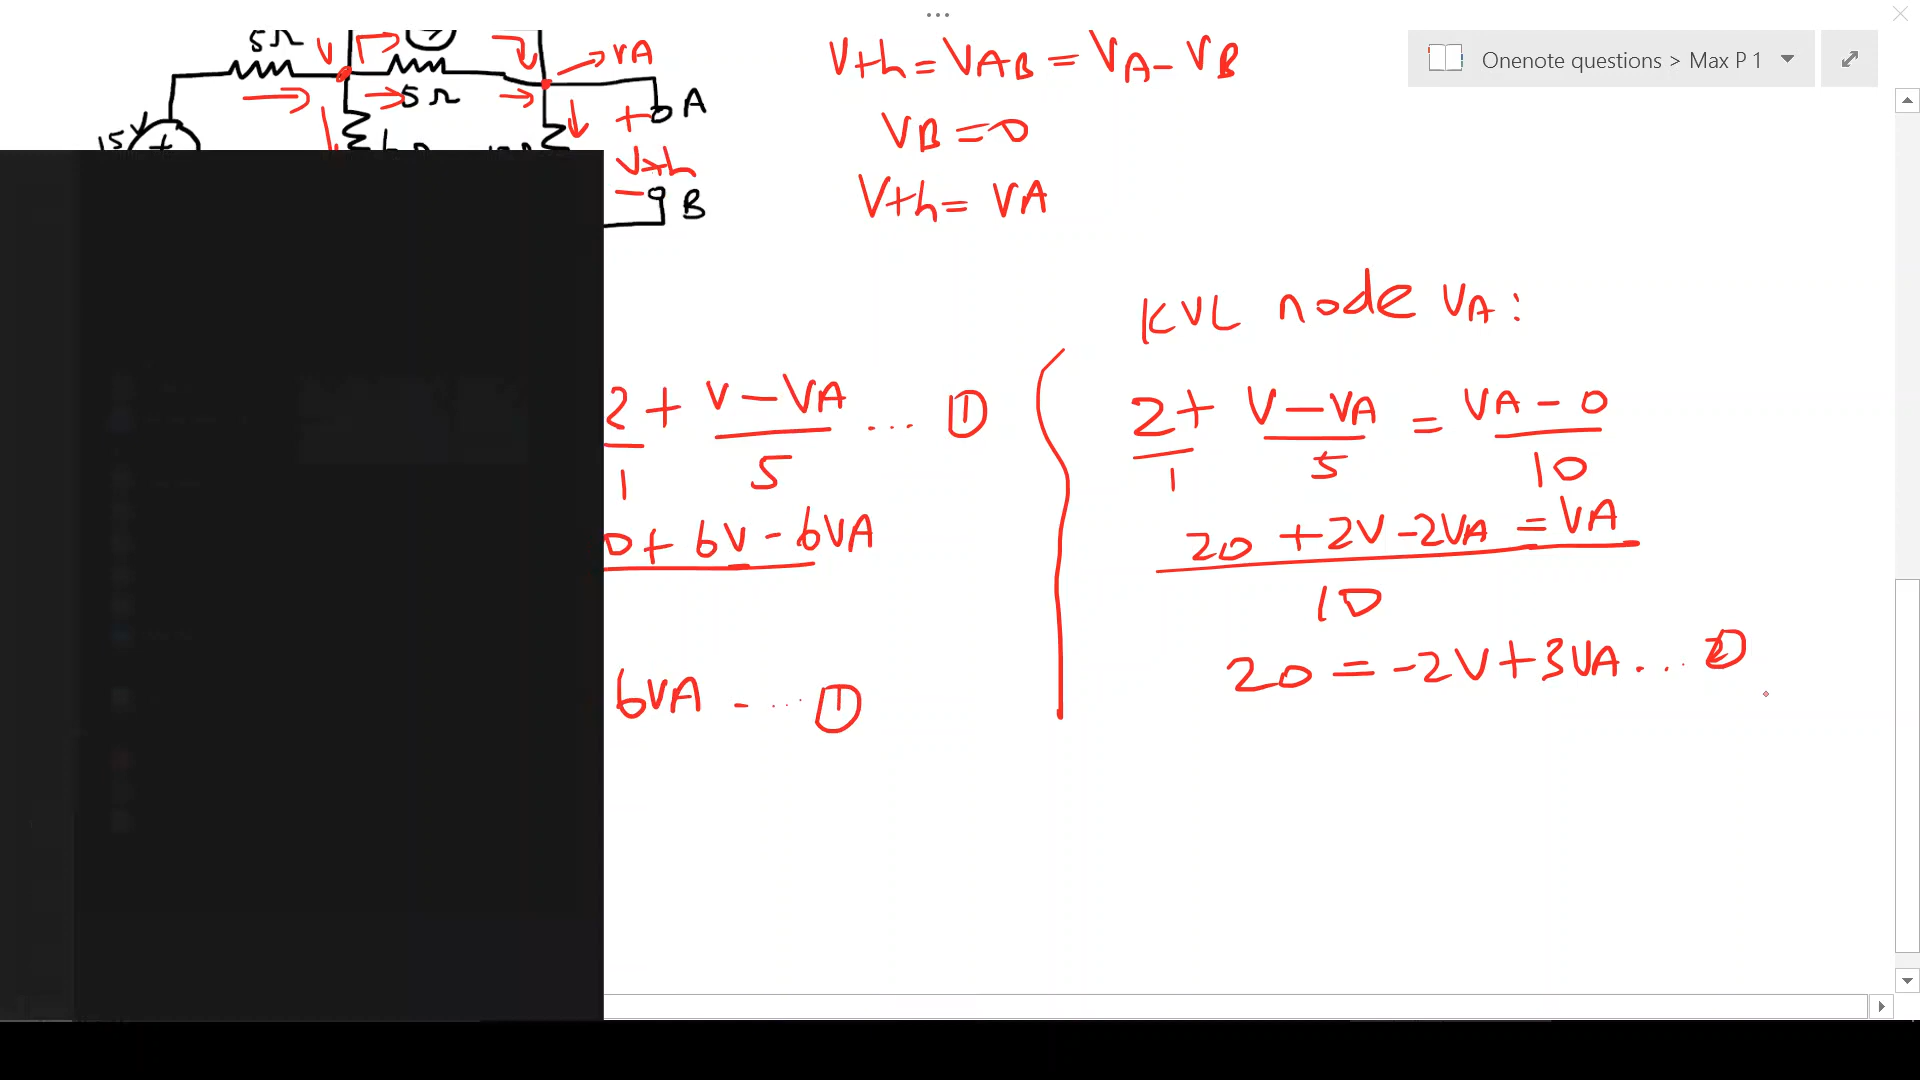 Onenote questions > Max P 1
5Ω V VA
5Ω A
15V +
+
Vth
- B
Vth = VAB = VA - VB
VB = 0
Vth = VA
KVL node VA:
2 + V - VA ... ①
1 5
0 + 6V - 6VA
6VA - ... ①
2 + V - VA = VA - 0
1 5 10
20 + 2V - 2VA = VA
10
20 = -2V + 3VA ... ②